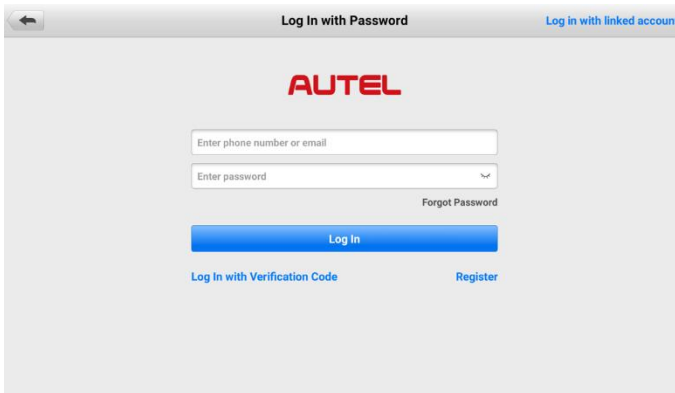 Log In with Password
Log in with linked accoun
AUTEL
Enter phone number or email
Enter password
Forgot Password
Log In
Log In with Verification Code
Register